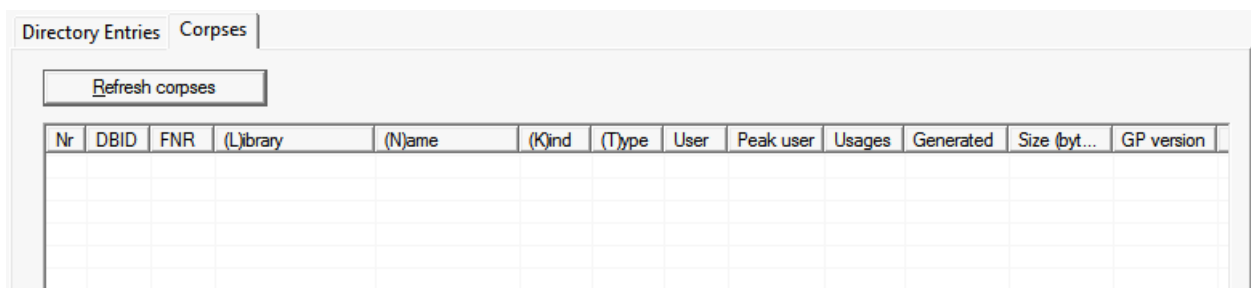 Directory Entries Corpses
Refresh corpses
Nr DBID FNR (L)ibrary (N)ame (K)ind (T)ype User Peak user Usages Generated Size (byt... GP version